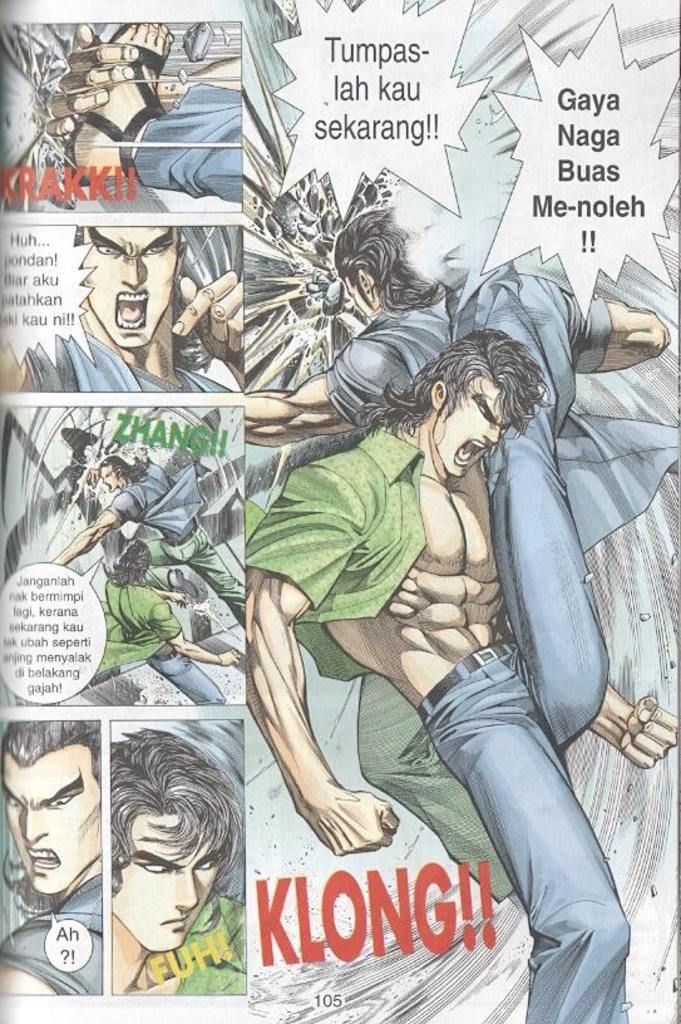 KRAKK!!
Huh...
pondan!
Biar aku
patahkan
kaki kau ni!!
ZHANG!!
Janganlah
nak bermimpi
lagi, kerana
sekarang kau
tak ubah seperti
anjing menyalak
di belakang
gajah!
Ah
?!
FUH!
Tumpas-
lah kau
sekarang!!
Gaya
Naga
Buas
Me-noleh
!!
KLONG!!
105